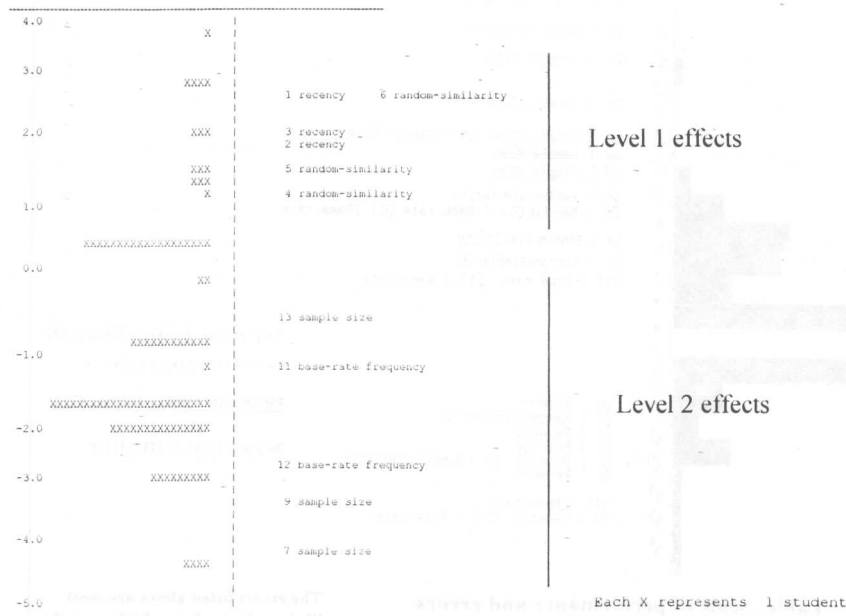 4.0
X
3.0
XXXX
1 recency 6 random-similarity
2.0 XXX 3 recency
2 recency
Level 1 effects
XXX 5 random-similarity
XXX
X 4 random-similarity
1.0
XXXXXXXXXXXXXXXXXXX
0.0
XX
13 sample size
XXXXXXXXXXXX
-1.0
X 11 base-rate frequency
XXXXXXXXXXXXXXXXXXXXXXXX
Level 2 effects
-2.0 XXXXXXXXXXXXXXX
12 base-rate frequency
-3.0 XXXXXXXXX
9 sample size
-4.0
7 sample size
XXXX
-5.0
Each X represents 1 student